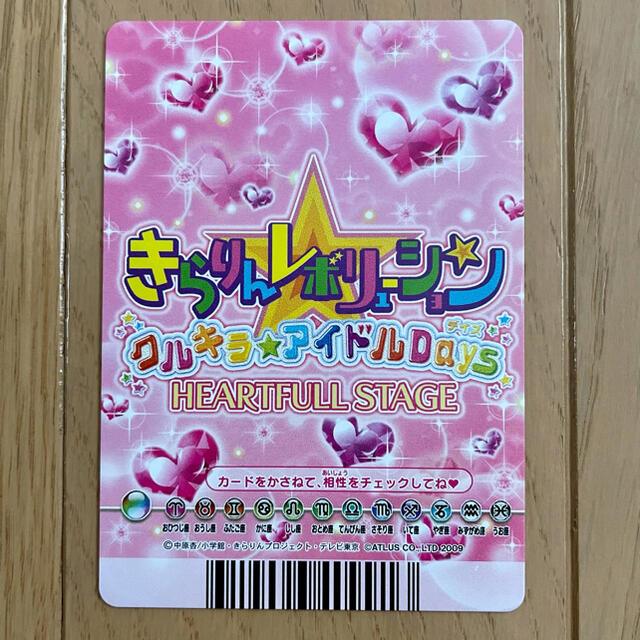 きらりんレボリューション
クルキラ★アイドルDays
デイズ
HEARTFULL STAGE
カードをかさねて、相性をチェックしてね♥
あいしょう
おひつじ座 おうし座 ふたご座 かに座 しし座 おとめ座 てんびん座 さそり座 いて座 やぎ座 みずがめ座 うお座
©中原杏/小学館・きらりんプロジェクト・テレビ東京 ©ATLUS CO., LTD 2009